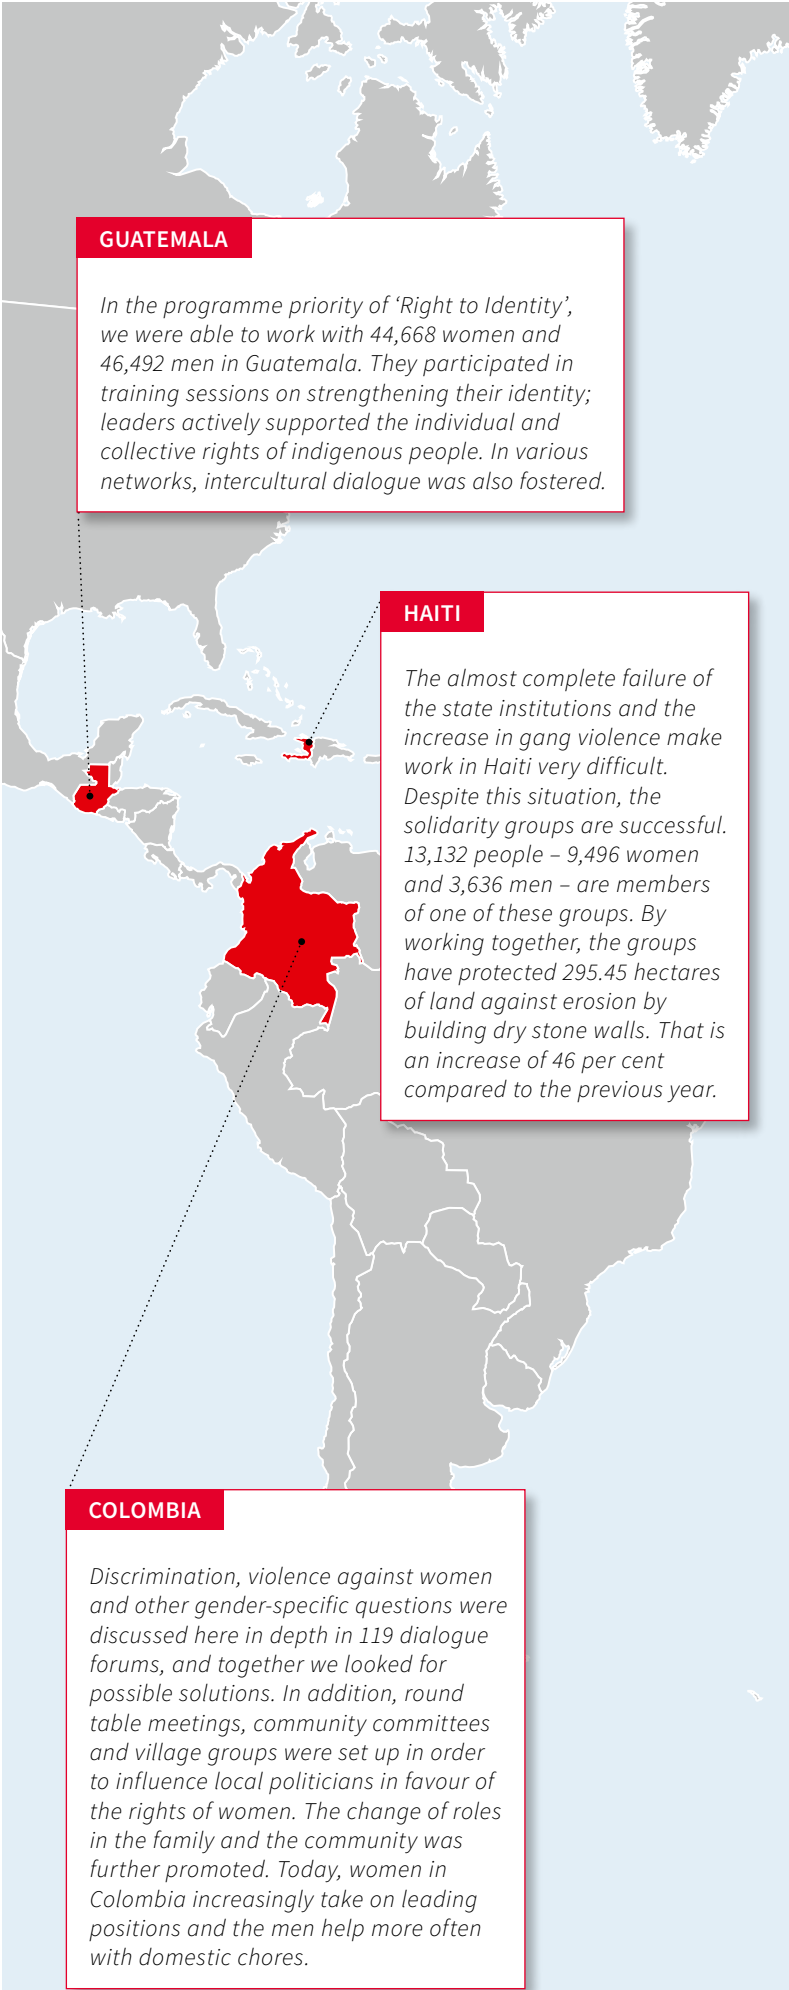 GUATEMALA
In the programme priority of ‘Right to Identity’,
we were able to work with 44,668 women and
46,492 men in Guatemala. They participated in
training sessions on strengthening their identity;
leaders actively supported the individual and
collective rights of indigenous people. In various
networks, intercultural dialogue was also fostered.
HAITI
The almost complete failure of
the state institutions and the
increase in gang violence make
work in Haiti very difficult.
Despite this situation, the
solidarity groups are successful.
13,132 people – 9,496 women
and 3,636 men – are members
of one of these groups. By
working together, the groups
have protected 295.45 hectares
of land against erosion by
building dry stone walls. That is
an increase of 46 per cent
compared to the previous year.
COLOMBIA
Discrimination, violence against women
and other gender-specific questions were
discussed here in depth in 119 dialogue
forums, and together we looked for
possible solutions. In addition, round
table meetings, community committees
and village groups were set up in order
to influence local politicians in favour of
the rights of women. The change of roles
in the family and the community was
further promoted. Today, women in
Colombia increasingly take on leading
positions and the men help more often
with domestic chores.